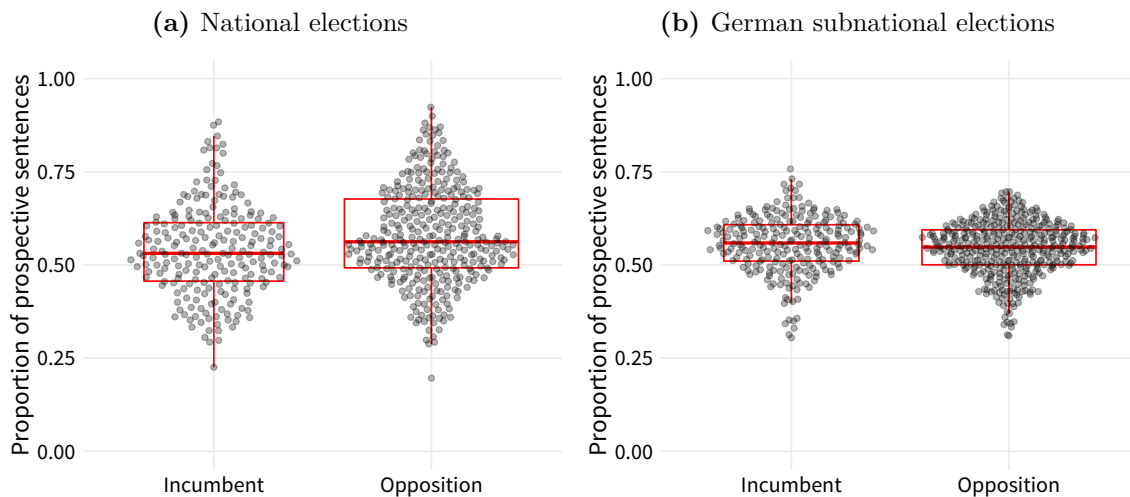 (a) National elections
Proportion of prospective sentences
1.00
0.75
0.50
0.25
0.00
Incumbent Opposition
(b) German subnational elections
Proportion of prospective sentences
1.00
0.75
0.50
0.25
0.00
Incumbent Opposition